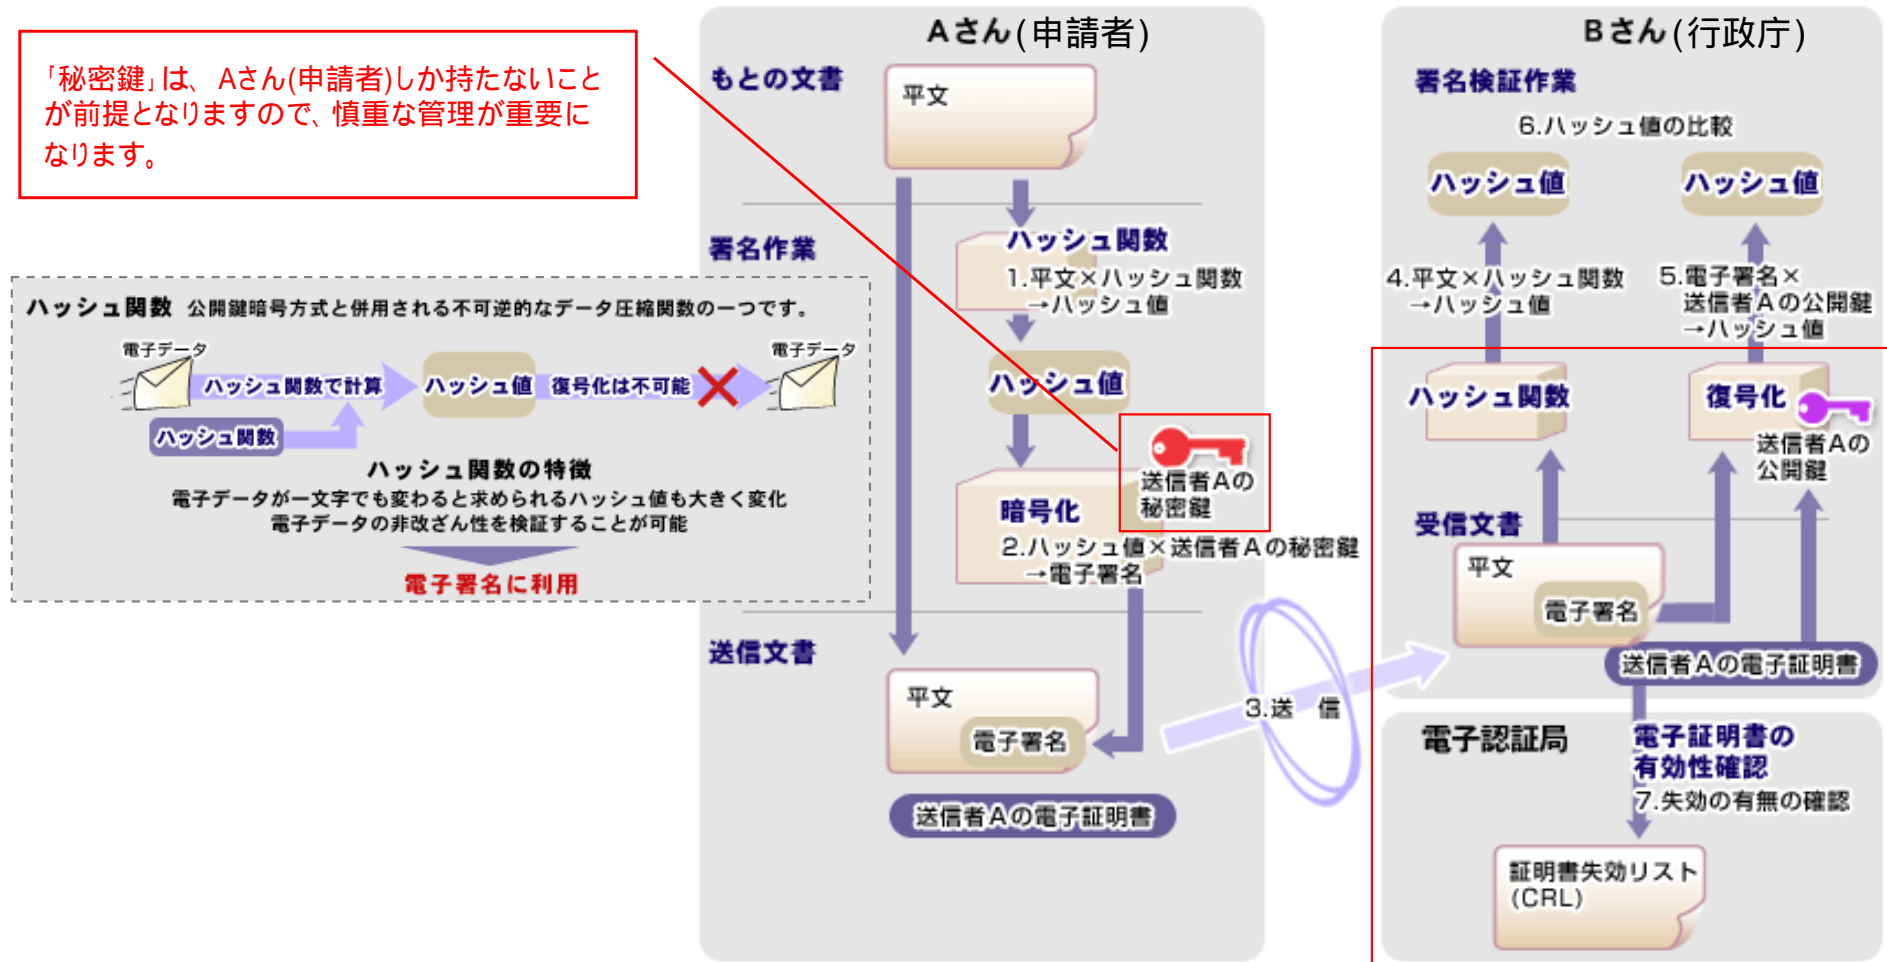 「秘密鍵」は、Aさん(申請者)しか持たないこと
が前提となりますので、慎重な管理が重要に
なります。
ハッシュ関数 公開鍵暗号方式と併用される不可逆的なデータ圧縮関数の一つです。
電子データ
ハッシュ関数で計算
ハッシュ値
復号化は不可能
電子データ
ハッシュ関数
ハッシュ関数の特徴
電子データが一文字でも変わると求められるハッシュ値も大きく変化
電子データの非改ざん性を検証することが可能
電子署名に利用
Aさん(申請者)
もとの文書
平文
署名作業
ハッシュ関数
1.平文×ハッシュ関数
→ハッシュ値
ハッシュ値
送信者Aの
秘密鍵
暗号化
2.ハッシュ値×送信者Aの秘密鍵
→電子署名
送信文書
平文
電子署名
送信者Aの電子証明書
3.送 信
Bさん(行政庁)
署名検証作業
6.ハッシュ値の比較
ハッシュ値
ハッシュ値
4.平文×ハッシュ関数
→ハッシュ値
5.電子署名×
送信者Aの公開鍵
→ハッシュ値
ハッシュ関数
復号化
送信者Aの
公開鍵
受信文書
平文
電子署名
送信者Aの電子証明書
電子認証局
電子証明書の
有効性確認
7.失効の有無の確認
証明書失効リスト
(CRL)